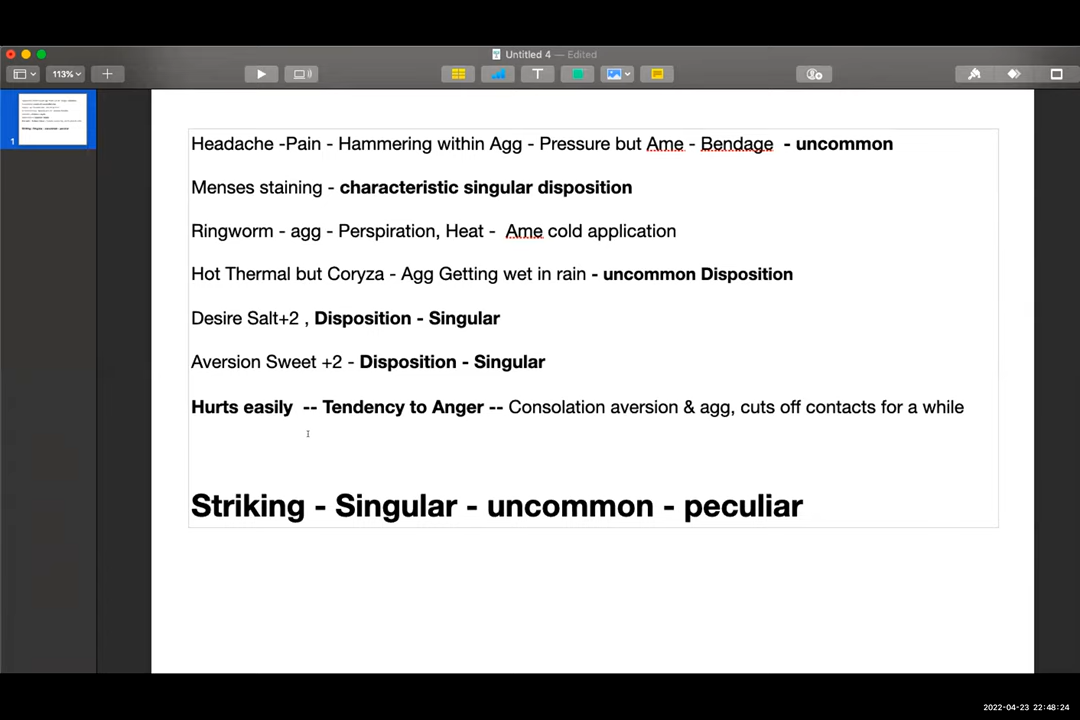 Untitled 4 — Edited
113%
1
Headache -Pain - Hammering within Agg - Pressure but Ame - Bendage - uncommon
Menses staining - characteristic singular disposition
Ringworm - agg - Perspiration, Heat - Ame cold application
Hot Thermal but Coryza - Agg Getting wet in rain - uncommon Disposition
Desire Salt+2 , Disposition - Singular
Aversion Sweet +2 - Disposition - Singular
Hurts easily -- Tendency to Anger -- Consolation aversion & agg, cuts off contacts for a while
Striking - Singular - uncommon - peculiar
2022-04-23 22:48:24